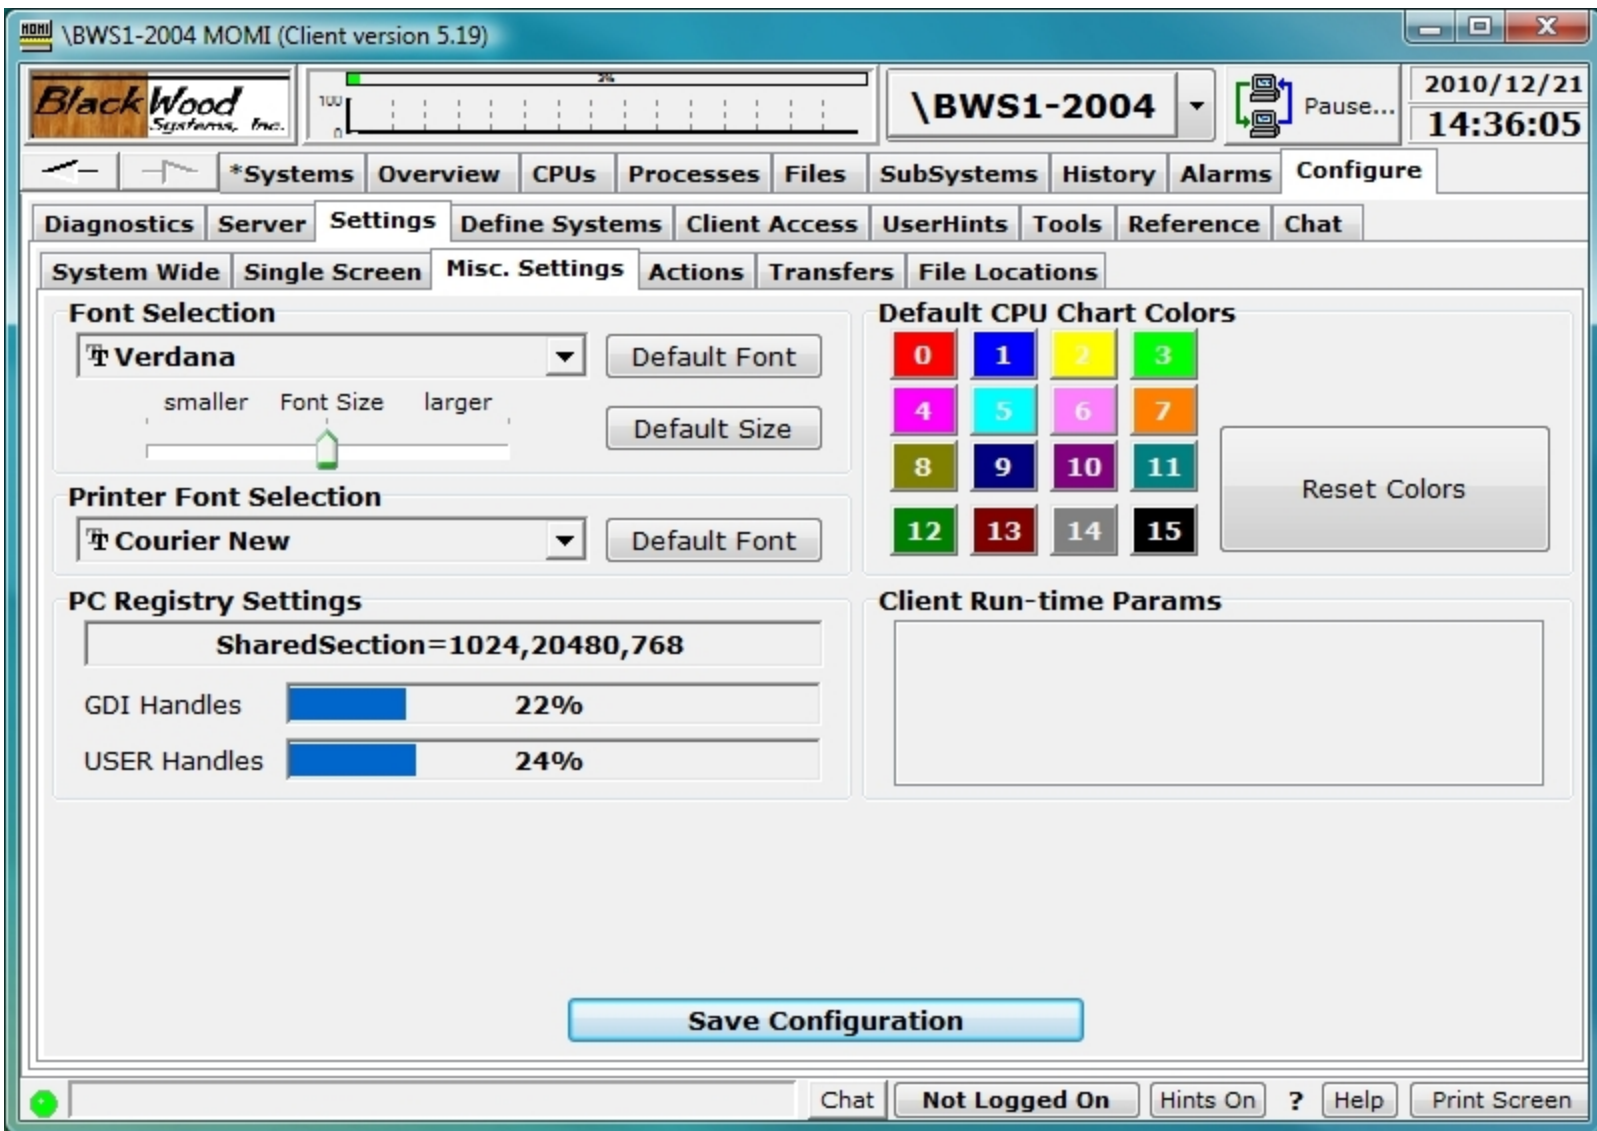 \BWS1-2004 MOMI (Client version 5.19)
MOMI
BlackWood
Systems, Inc.
3%
100
0
\BWS1-2004
Pause...
2010/12/21
14:36:05
*Systems Overview CPUs Processes Files SubSystems History Alarms Configure
Diagnostics Server Settings Define Systems Client Access UserHints Tools Reference Chat
System Wide Single Screen Misc. Settings Actions Transfers File Locations
Font Selection
Verdana
Default Font
smaller Font Size larger
Default Size
Printer Font Selection
Courier New
Default Font
PC Registry Settings
SharedSection=1024,20480,768
GDI Handles 22%
USER Handles 24%
Default CPU Chart Colors
0 1 2 3
4 5 6 7
8 9 10 11
12 13 14 15
Reset Colors
Client Run-time Params
Save Configuration
Chat Not Logged On Hints On ? Help Print Screen